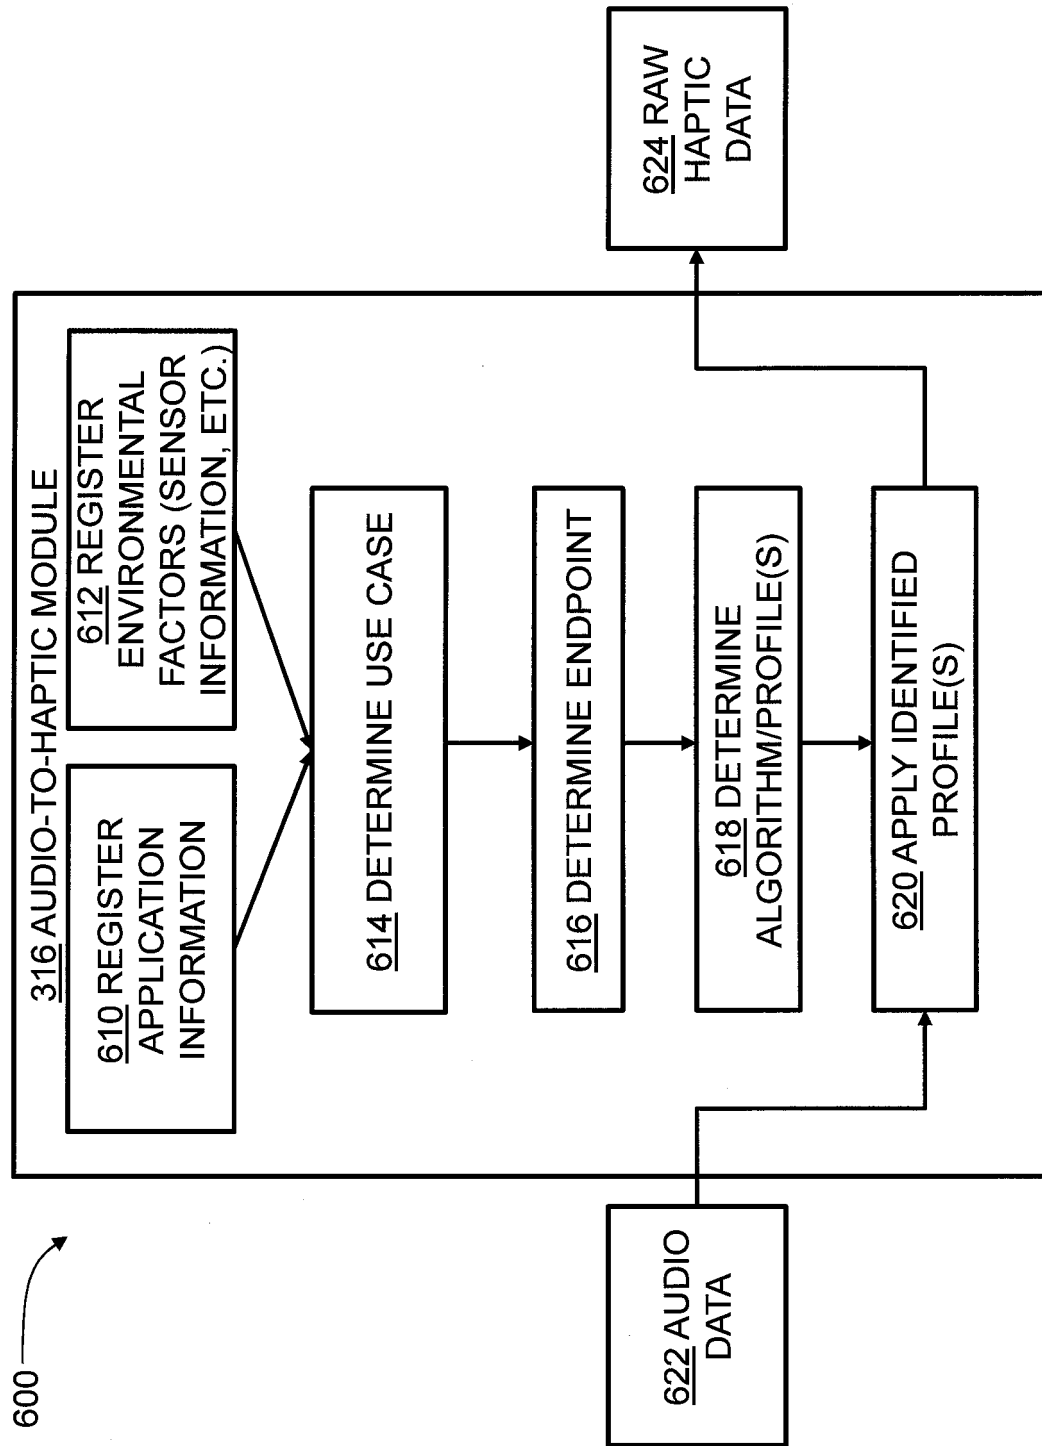 600
316 AUDIO-TO-HAPTIC MODULE
610 REGISTER
APPLICATION
INFORMATION
612 REGISTER
ENVIRONMENTAL
FACTORS (SENSOR
INFORMATION, ETC.)
614 DETERMINE USE CASE
616 DETERMINE ENDPOINT
618 DETERMINE
ALGORITHM/PROFILE(S)
620 APPLY IDENTIFIED
PROFILE(S)
622 AUDIO
DATA
624 RAW
HAPTIC
DATA